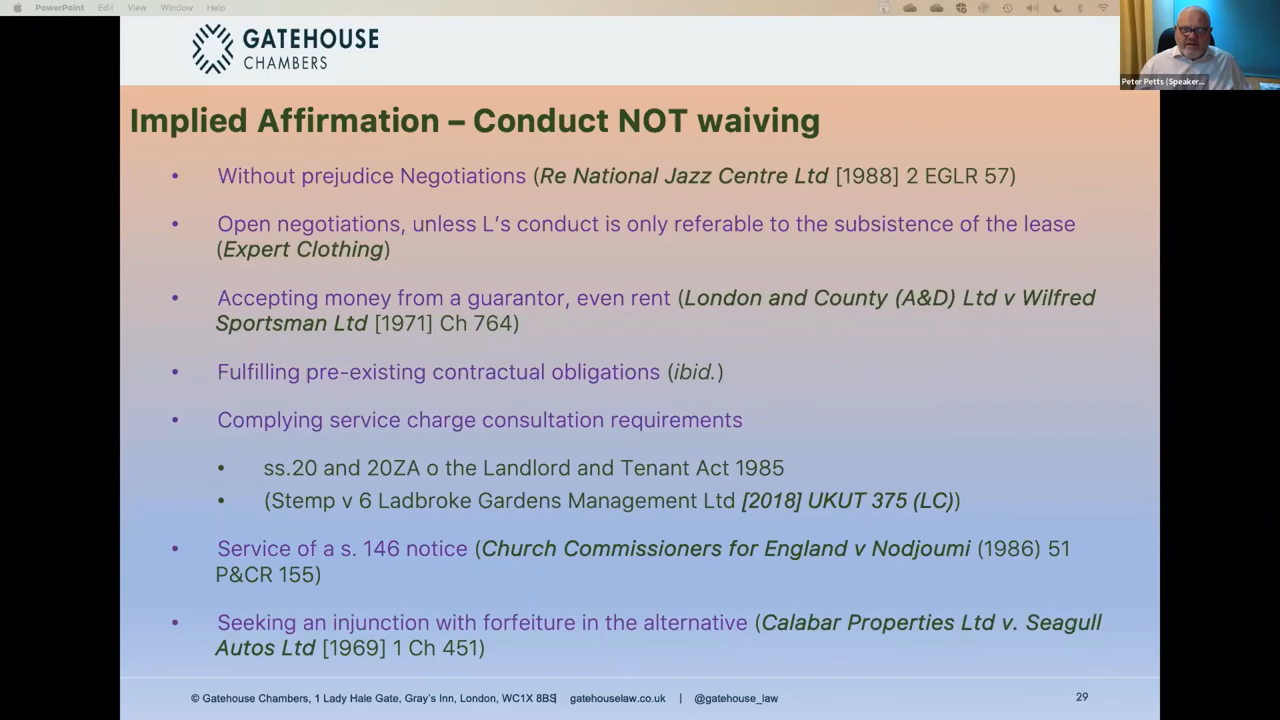 PowerPoint Edit View Window Help
GATEHOUSE
CHAMBERS
Peter Petts (Speaker...
Implied Affirmation – Conduct NOT waiving
• Without prejudice Negotiations (Re National Jazz Centre Ltd [1988] 2 EGLR 57)
• Open negotiations, unless L's conduct is only referable to the subsistence of the lease
(Expert Clothing)
• Accepting money from a guarantor, even rent (London and County (A&D) Ltd v Wilfred
Sportsman Ltd [1971] Ch 764)
• Fulfilling pre-existing contractual obligations (ibid.)
• Complying service charge consultation requirements
• ss.20 and 20ZA o the Landlord and Tenant Act 1985
• (Stemp v 6 Ladbroke Gardens Management Ltd [2018] UKUT 375 (LC))
• Service of a s. 146 notice (Church Commissioners for England v Nodjoumi (1986) 51
P&CR 155)
• Seeking an injunction with forfeiture in the alternative (Calabar Properties Ltd v. Seagull
Autos Ltd [1969] 1 Ch 451)
© Gatehouse Chambers, 1 Lady Hale Gate, Gray's Inn, London, WC1X 8BS| gatehouselaw.co.uk | @gatehouse_law
29